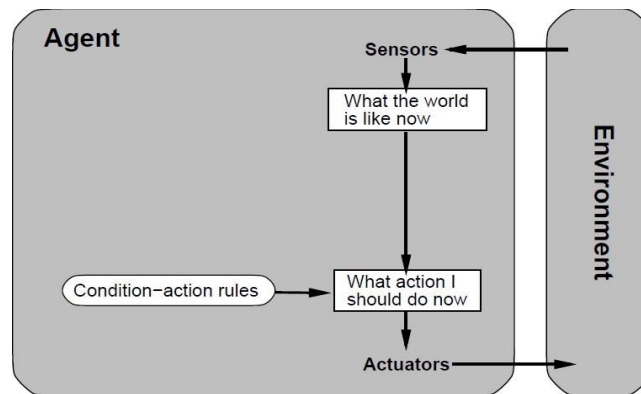 Agent
Sensors
What the world
is like now
Environment
Condition−action rules
What action I
should do now
Actuators